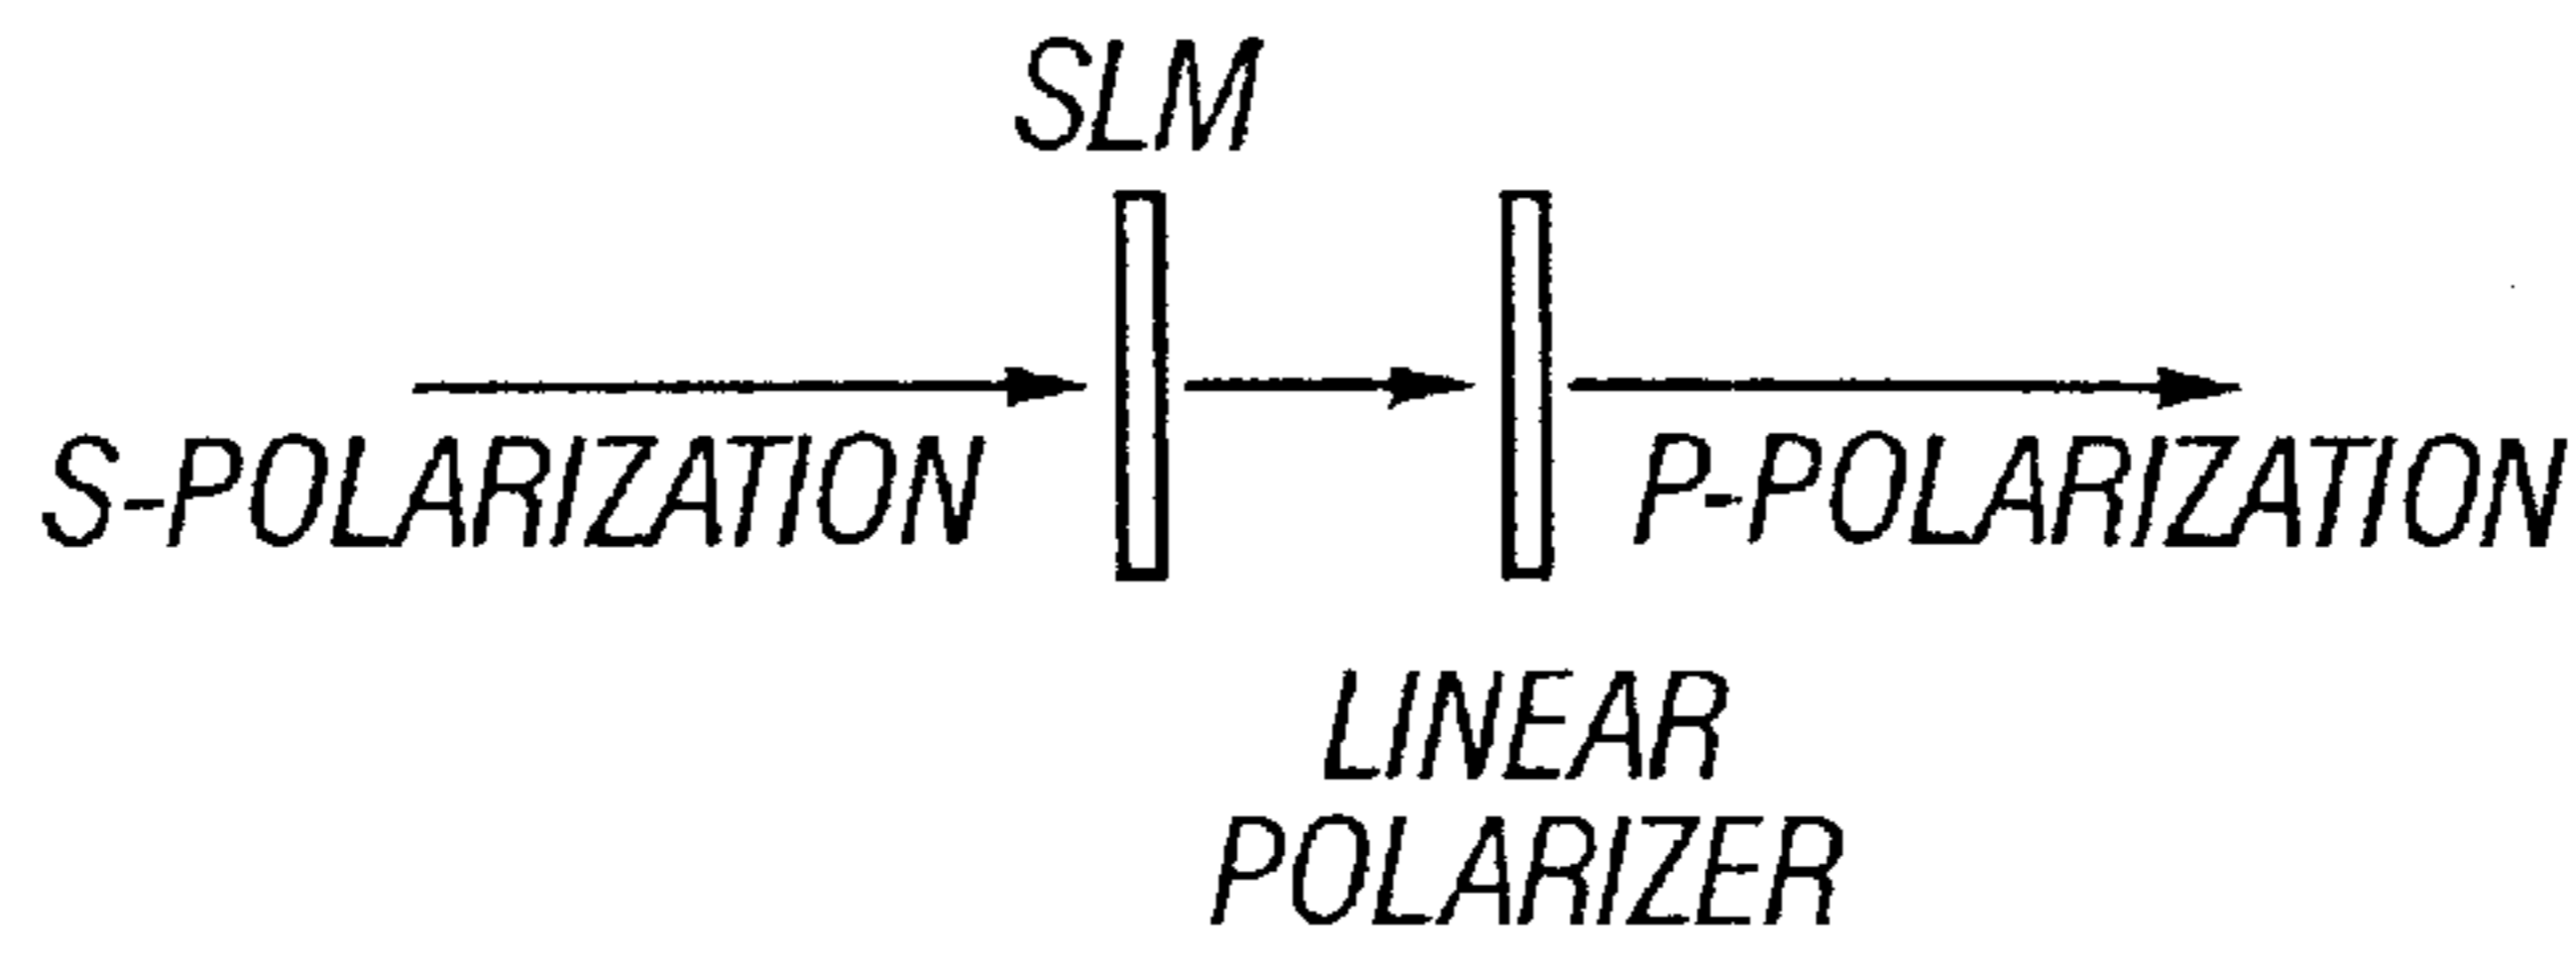 SLM
S-POLARIZATION
P-POLARIZATION
LINEAR
POLARIZER